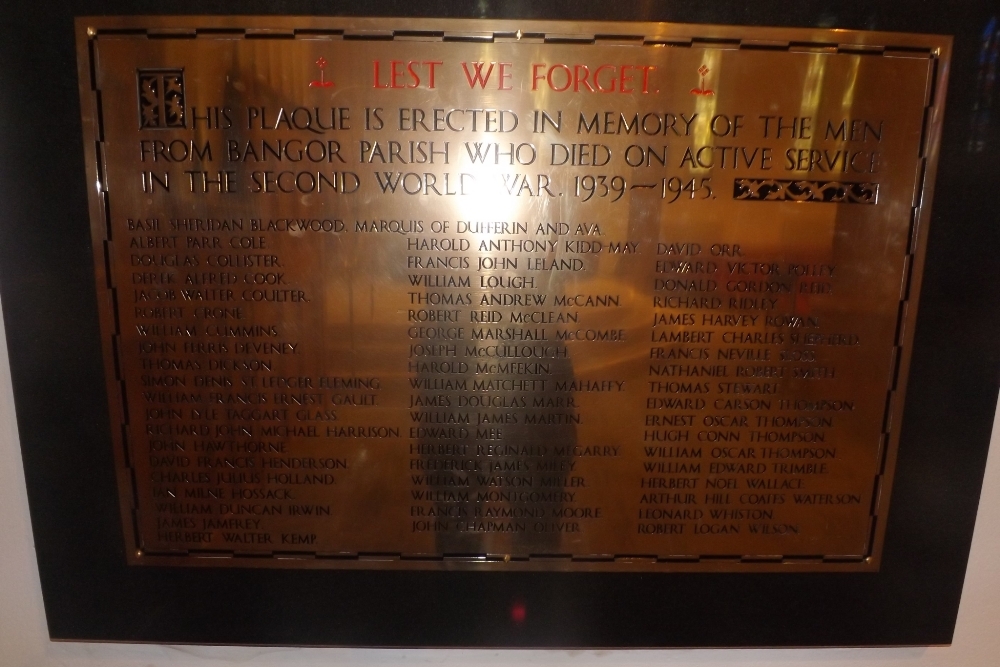 LEST WE FORGET.
THIS PLAQUE IS ERECTED IN MEMORY OF THE MEN
FROM BANGOR PARISH WHO DIED ON ACTIVE SERVICE
IN THE SECOND WORLD WAR. 1939—1945.
BASIL SHERIDAN BLACKWOOD. MARQUIS OF DUFFERIN AND AVA.
ALBERT PARR COLE.
DOUGLAS COLLISTER.
DEREK ALFRED COOK.
JACOB WALTER COULTER.
ROBERT CRONE.
WILLIAM CUMMINS.
JOHN FERRIS DEVENEY.
THOMAS DICKSON.
SIMON DENIS ST. LEDGER FLEMING.
WILLIAM FRANCIS ERNEST GAULT.
JOHN LYLE TAGGART GLASS.
RICHARD JOHN MICHAEL HARRISON.
JOHN HAWTHORNE.
DAVID FRANCIS HENDERSON.
CHARLES JULIUS HOLLAND.
IAN MILNE HOSSACK.
WILLIAM DUNCAN IRWIN.
JAMES JAMFREY.
HERBERT WALTER KEMP.
HAROLD ANTHONY KIDD-MAY
FRANCIS JOHN LELAND.
WILLIAM LOUGH.
THOMAS ANDREW McCANN.
ROBERT REID McCLEAN.
GEORGE MARSHALL McCOMBE.
JOSEPH McCULLOUGH.
HAROLD McMFEKIN.
WILLIAM MATCHETT MAHAFFY.
JAMES DOUGLAS MARR.
WILLIAM JAMES MARTIN.
EDWARD MEE
HERBERT REGINALD MEGARRY.
FREDERICK JAMES MILEY.
WILLIAM WATSON MILLER
WILLIAM MONTGOMERY.
FRANCIS RAYMOND MOORE
JOHN CHAPMAN OLIVER.
DAVID ORR.
EDWARD VICTOR POLLEY.
DONALD GORDON REID.
RICHARD RIDLEY.
JAMES HARVEY ROWAN.
LAMBERT CHARLES SHEPHERD.
FRANCIS NEVILLE
NATHANIEL ROBERT SMITH.
THOMAS STEWART.
EDWARD CARSON THOMPSON.
ERNEST OSCAR THOMPSON.
HUGH CONN THOMPSON.
WILLIAM OSCAR THOMPSON.
WILLIAM EDWARD TRIMBLE.
HERBERT NOEL WALLACE.
ARTHUR HILL COATES WATERSON
LEONARD WHISTON.
ROBERT LOGAN WILSON.